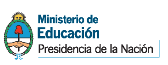 Ministerio de
Educación
Presidencia de la Nación